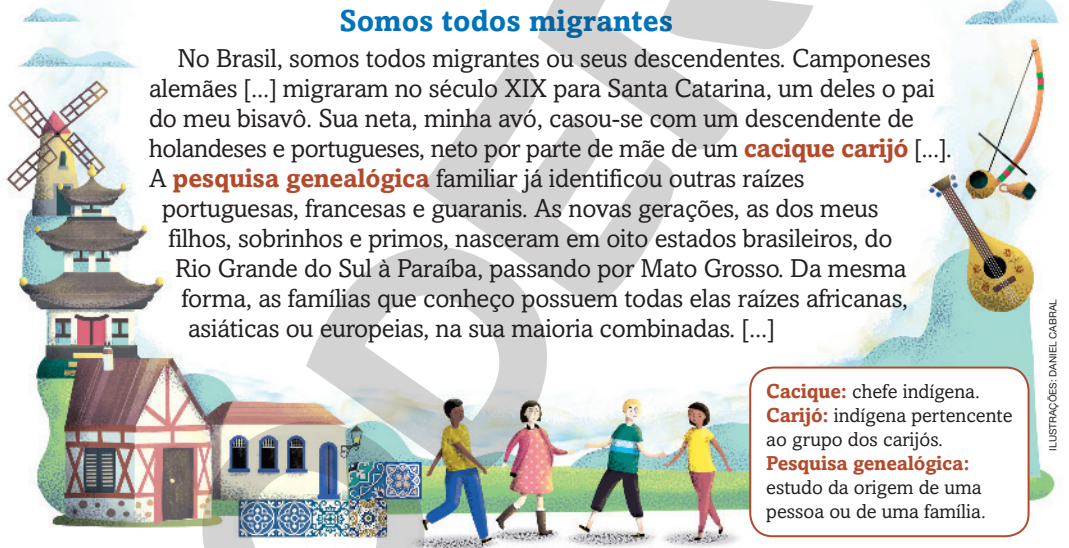 Somos todos migrantes
No Brasil, somos todos migrantes ou seus descendentes. Camponeses
alemães [...] migraram no século XIX para Santa Catarina, um deles o pai
do meu bisavô. Sua neta, minha avó, casou-se com um descendente de
holandeses e portugueses, neto por parte de mãe de um cacique carijó [...].
A pesquisa genealógica familiar já identificou outras raízes
portuguesas, francesas e guaranis. As novas gerações, as dos meus
filhos, sobrinhos e primos, nasceram em oito estados brasileiros, do
Rio Grande do Sul à Paraíba, passando por Mato Grosso. Da mesma
forma, as famílias que conheço possuem todas elas raízes africanas,
asiáticas ou europeias, na sua maioria combinadas. [...]
Cacique: chefe indígena.
Carijó: indígena pertencente
ao grupo dos carijós.
Pesquisa genealógica:
estudo da origem de uma
pessoa ou de uma família.
ILUSTRAÇÕES: DANIEL CABRAL